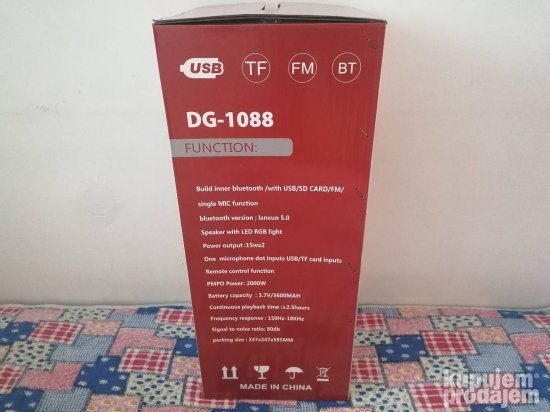 USB TF FM BT
DG-1088
FUNCTION:
Build inner bluetooth /with USB/SD CARD/FM/
single MIC function
bluetooth version ; lanxun 5.0
Speaker with LED RGB light
Power output :15wx2
One microphone dot inputs USB/TF card inputs
Remote control function
PMPO Power: 2000W
Battery capacity : 3.7V/3600MAH
Continuous playback time :≥2.5hours
Frequency response : 150Hz-18KHz
Signal to noise ratio: 80db
packing size : 247x247x595MM
MADE IN CHINA
kupujem
prodajem